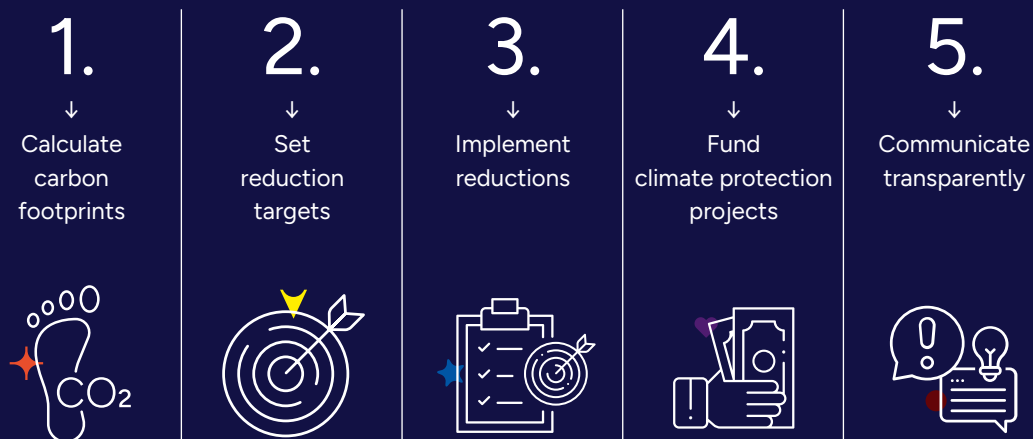 1.
↓
Calculate
carbon
footprints
CO₂
2.
↓
Set
reduction
targets
3.
↓
Implement
reductions
4.
↓
Fund
climate protection
projects
5.
↓
Communicate
transparently